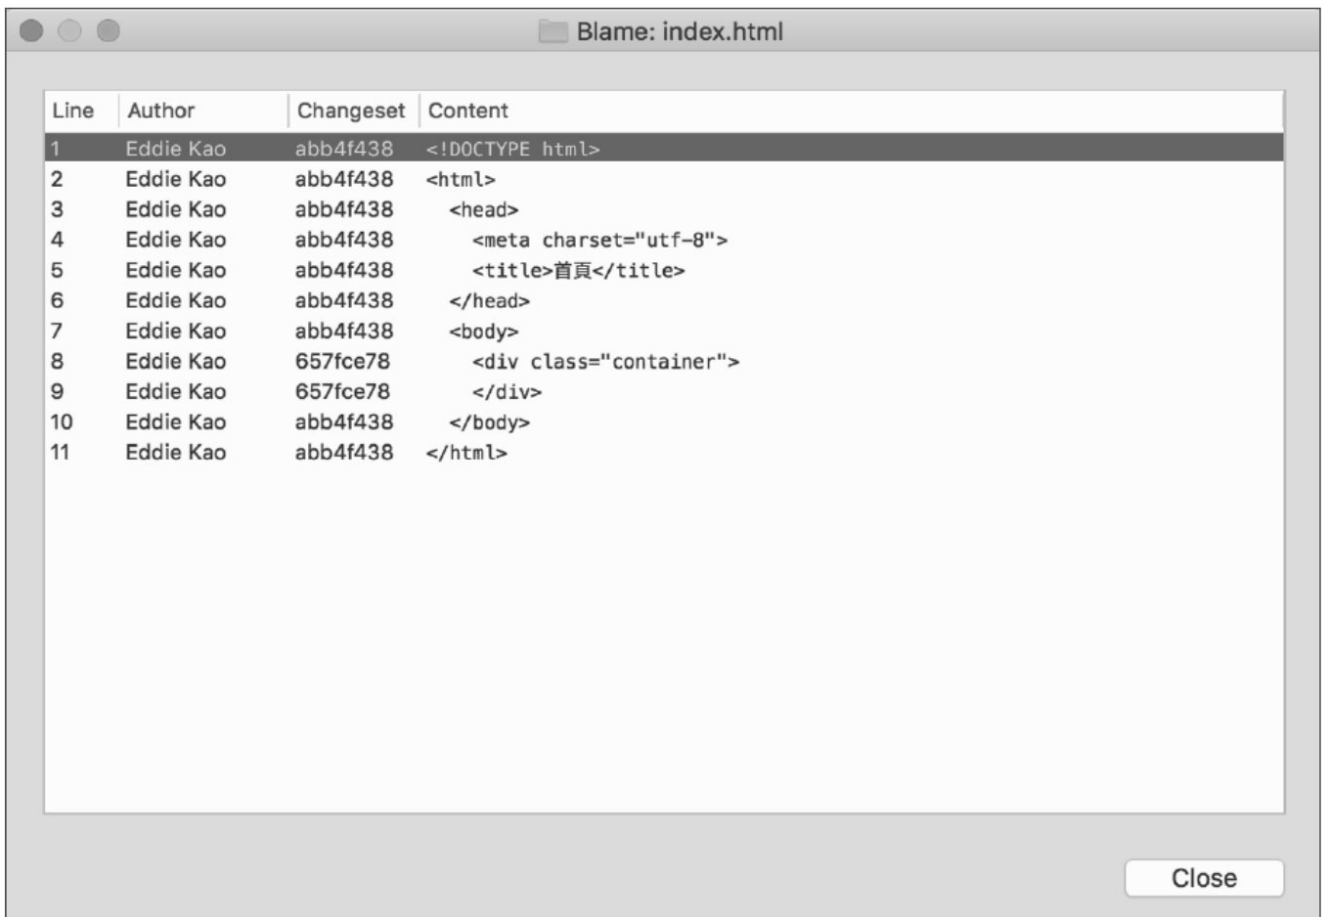 Blame: index.html
Line Author Changeset Content
1 Eddie Kao abb4f438 <!DOCTYPE html>
2 Eddie Kao abb4f438 <html>
3 Eddie Kao abb4f438 <head>
4 Eddie Kao abb4f438 <meta charset="utf-8">
5 Eddie Kao abb4f438 <title>首頁</title>
6 Eddie Kao abb4f438 </head>
7 Eddie Kao abb4f438 <body>
8 Eddie Kao 657fce78 <div class="container">
9 Eddie Kao 657fce78 </div>
10 Eddie Kao abb4f438 </body>
11 Eddie Kao abb4f438 </html>
Close